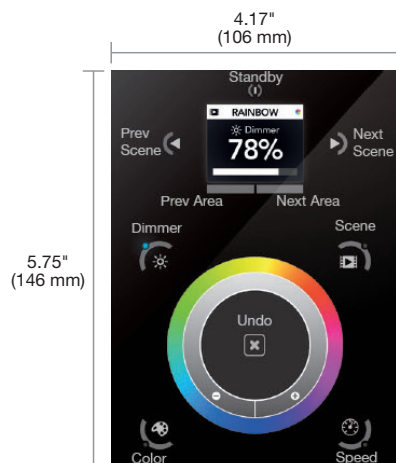 4.17"
(106 mm)
Standby
RAINBOW
Prev
Scene
Dimmer
78%
Next
Scene
Prev Area
Next Area
Dimmer
Scene
5.75"
(146 mm)
Undo
Color
Speed